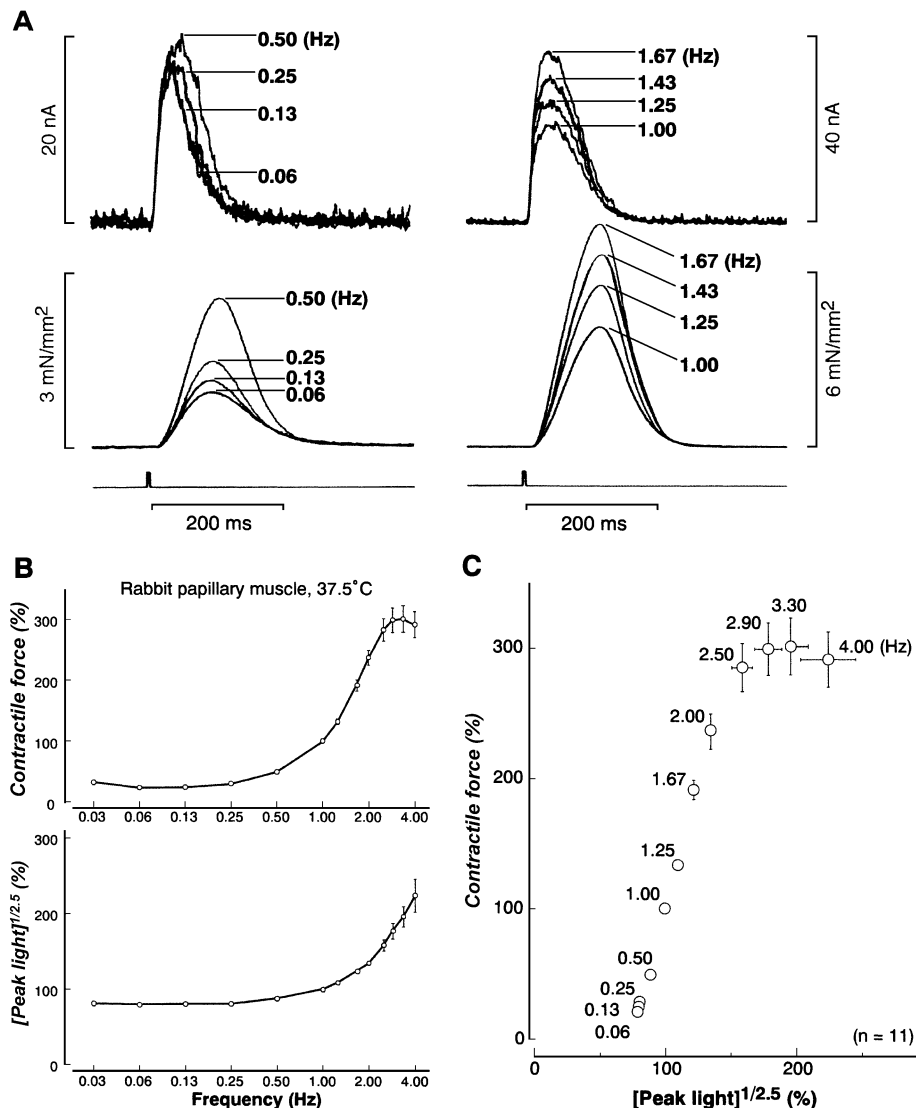 A
20 nA
0.50 (Hz)
0.25
0.13
0.06
1.67 (Hz)
1.43
1.25
1.00
40 nA
3 mN/mm2
0.50 (Hz)
0.25
0.13
0.06
1.67 (Hz)
1.43
1.25
1.00
6 mN/mm2
200 ms
200 ms
B
Rabbit papillary muscle, 37.5°C
Contractile force (%)
300
200
100
0
0.03 0.06 0.13 0.25 0.50 1.00 2.00 4.00
[Peak light]1/2.5 (%)
300
200
100
0
0.03 0.06 0.13 0.25 0.50 1.00 2.00 4.00
Frequency (Hz)
C
Contractile force (%)
300
200
100
0
3.30
2.90
2.50
4.00 (Hz)
2.00
1.67
1.25
1.00
0.50
0.25
0.13
0.06
(n = 11)
0 100 200
[Peak light]1/2.5 (%)